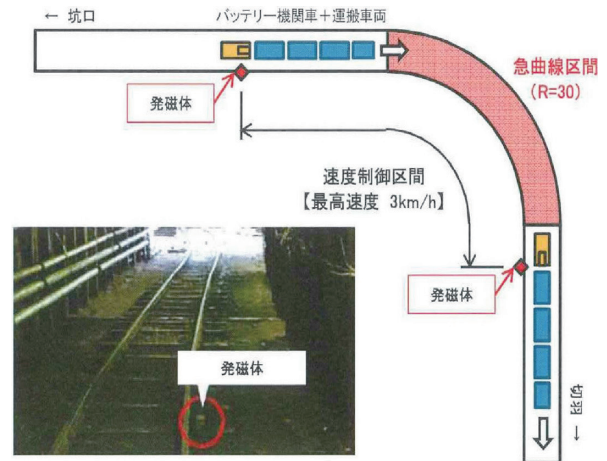 ← 坑口
バッテリー機関車＋運搬車両
急曲線区間
（R=30）
発磁体
速度制御区間
【最高速度 3km/h】
発磁体
発磁体
切羽 →